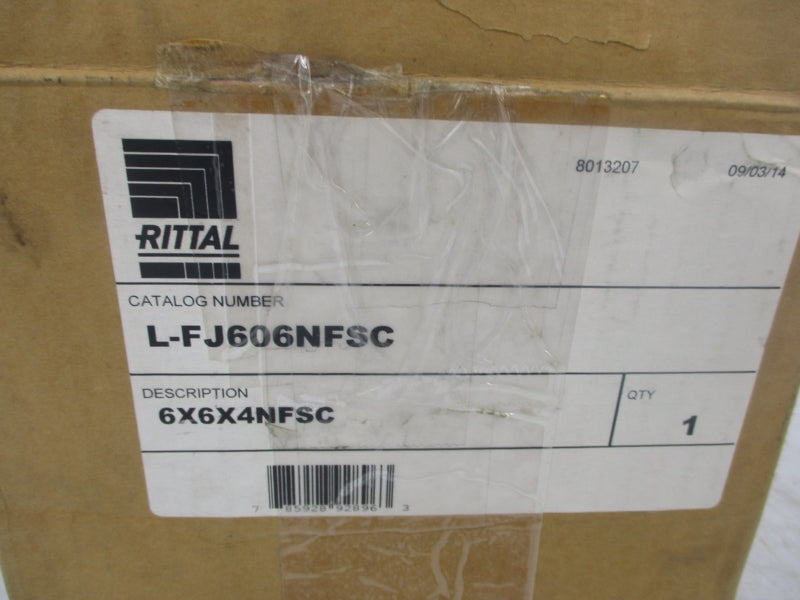 8013207 09/03/14
RITTAL
CATALOG NUMBER
L-FJ606NFSC
DESCRIPTION
6X6X4NFSC
QTY
1
7 85928 92896 3